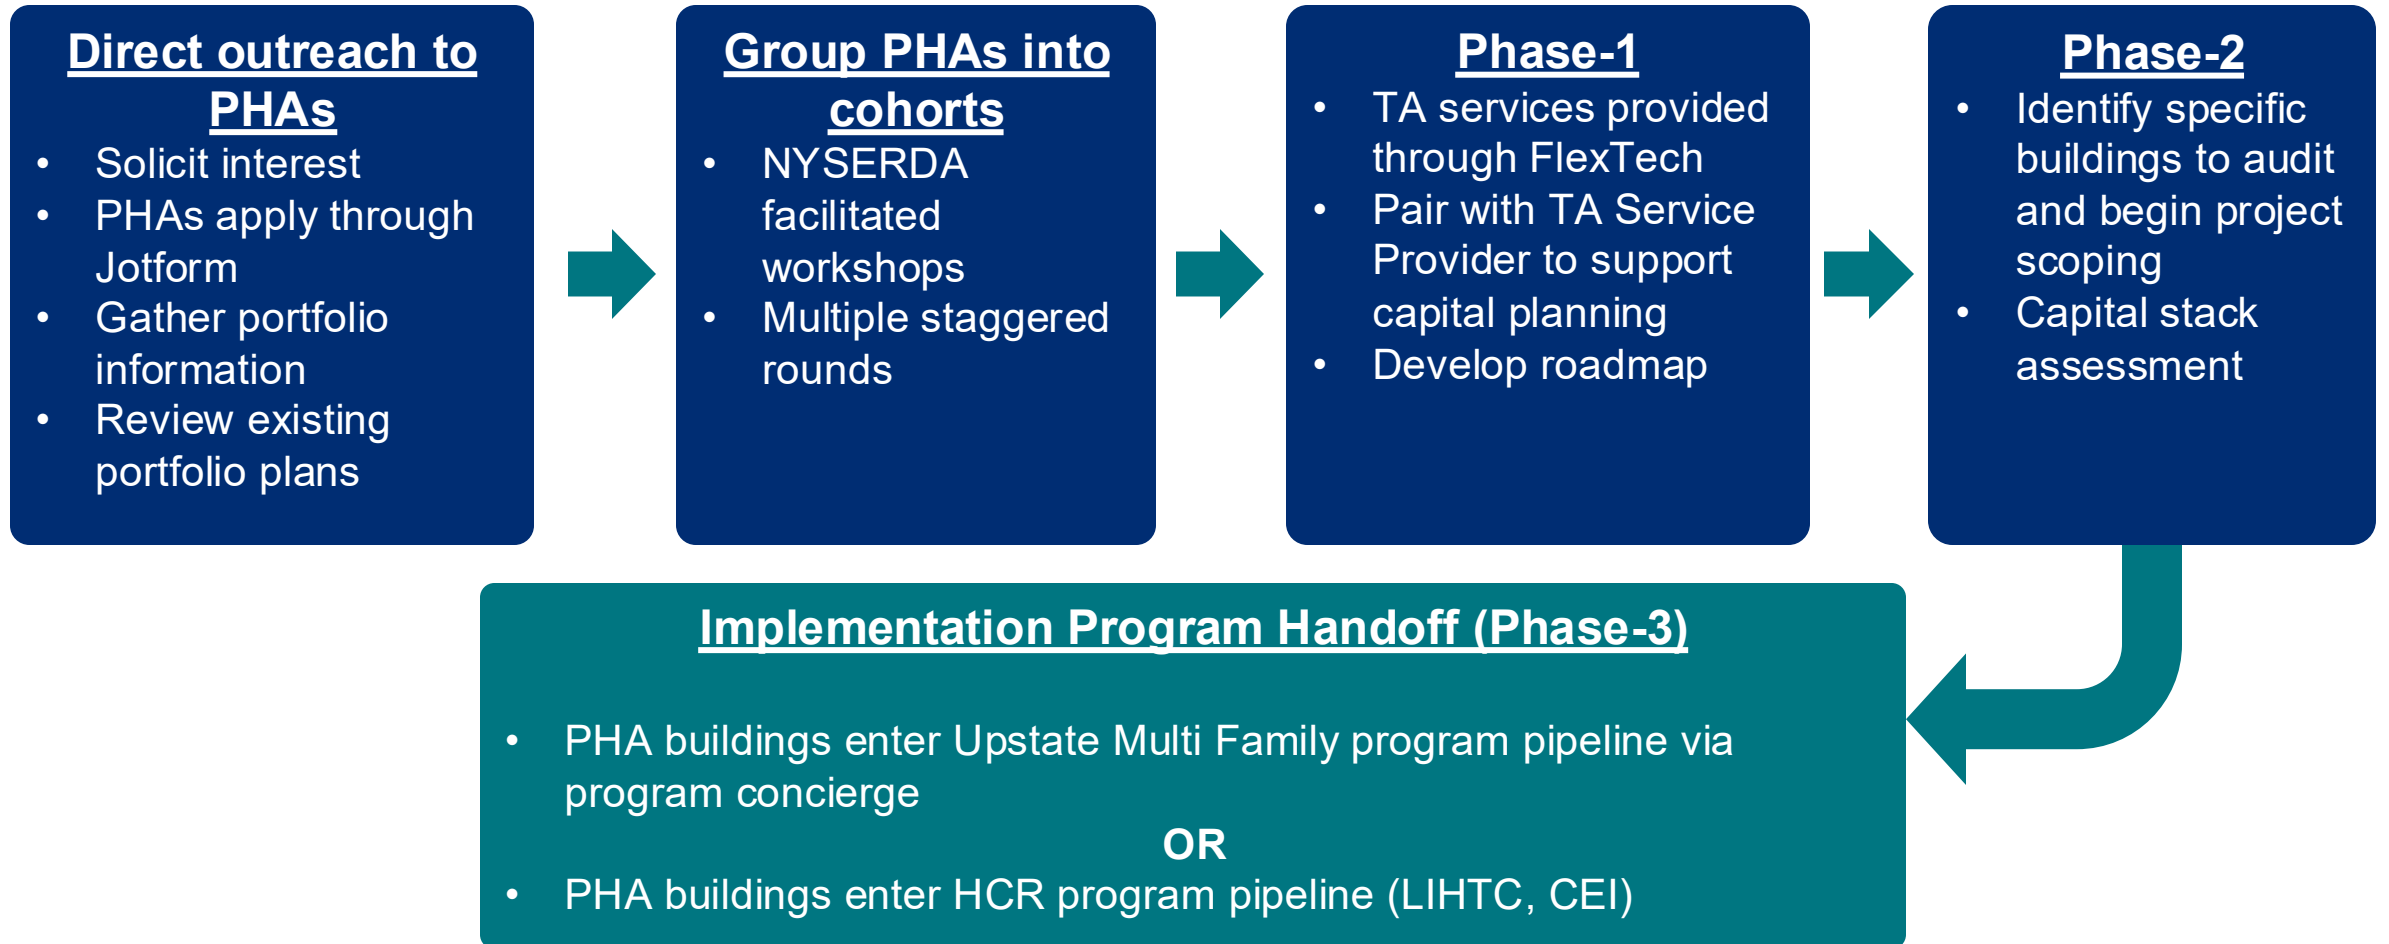 Direct outreach to
PHAs
• Solicit interest
• PHAs apply through
Jotform
• Gather portfolio
information
• Review existing
portfolio plans
Group PHAs into
cohorts
• NYSERDA
facilitated
workshops
• Multiple staggered
rounds
Phase-1
• TA services provided
through FlexTech
• Pair with TA Service
Provider to support
capital planning
• Develop roadmap
Phase-2
• Identify specific
buildings to audit
and begin project
scoping
• Capital stack
assessment
Implementation Program Handoff (Phase-3)
• PHA buildings enter Upstate Multi Family program pipeline via
program concierge
OR
• PHA buildings enter HCR program pipeline (LIHTC, CEI)